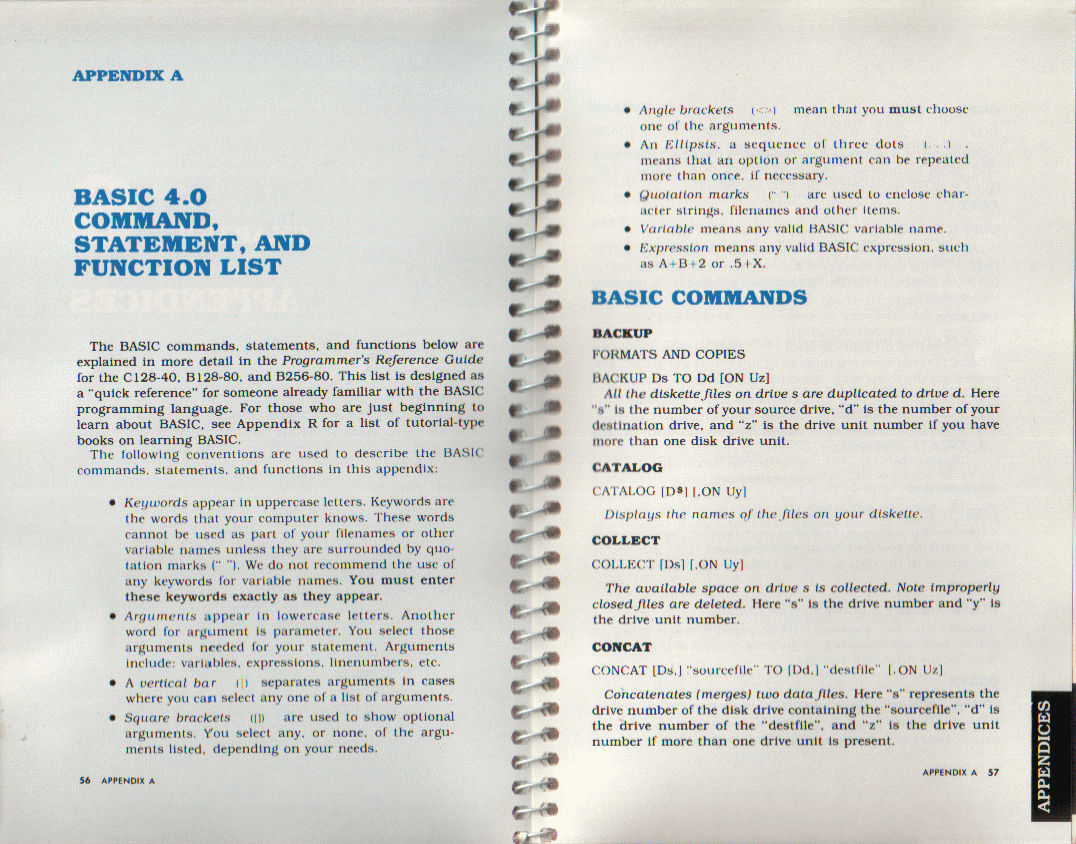 APPENDIX A
BASIC 4.0
COMMAND,
STATEMENT, AND
FUNCTION LIST
The BASIC commands, statements, and functions below are
explained in more detail in the Programmer's Reference Guide
for the C128-40, B128-80, and B256-80. This list is designed as
a "quick reference" for someone already familiar with the BASIC
programming language. For those who are just beginning to
learn about BASIC, see Appendix R for a list of tutorial-type
books on learning BASIC.
The following conventions are used to describe the BASIC
commands, statements, and functions in this appendix:
• Keywords appear in uppercase letters. Keywords are
the words that your computer knows. These words
cannot be used as part of your filenames or other
variable names unless they are surrounded by quo-
tation marks (" "). We do not recommend the use of
any keywords for variable names. You must enter
these keywords exactly as they appear.
• Arguments appear in lowercase letters. Another
word for argument is parameter. You select those
arguments needed for your statement. Arguments
include: variables, expressions, linenumbers, etc.
• A vertical bar (|) separates arguments in cases
where you can select any one of a list of arguments.
• Square brackets ([]) are used to show optional
arguments. You select any, or none, of the argu-
ments listed, depending on your needs.
56 APPENDIX A
• Angle brackets (<>) mean that you must choose
one of the arguments.
• An Ellipsis, a sequence of three dots (. . .) .
means that an option or argument can be repeated
more than once, if necessary.
• Quotation marks (" ") are used to enclose char-
acter strings, filenames and other items.
• Variable means any valid BASIC variable name.
• Expression means any valid BASIC expression, such
as A+B+2 or .5+X.
BASIC COMMANDS
BACKUP
FORMATS AND COPIES
BACKUP Ds TO Dd [ON Uz]
All the diskette files on drive s are duplicated to drive d. Here
"s" is the number of your source drive, "d" is the number of your
destination drive, and "z" is the drive unit number if you have
more than one disk drive unit.
CATALOG
CATALOG [Ds] [,ON Uy]
Displays the names of the files on your diskette.
COLLECT
COLLECT [Ds] [,ON Uy]
The available space on drive s is collected. Note improperly
closed files are deleted. Here "s" is the drive number and "y" is
the drive unit number.
CONCAT
CONCAT [Ds,] "sourcefile" TO [Dd,] "destfile" [,ON Uz]
Concatenates (merges) two data files. Here "s" represents the
drive number of the disk drive containing the "sourcefile", "d" is
the drive number of the "destfile", and "z" is the drive unit
number if more than one drive unit is present.
APPENDIX A 57
APPENDICES